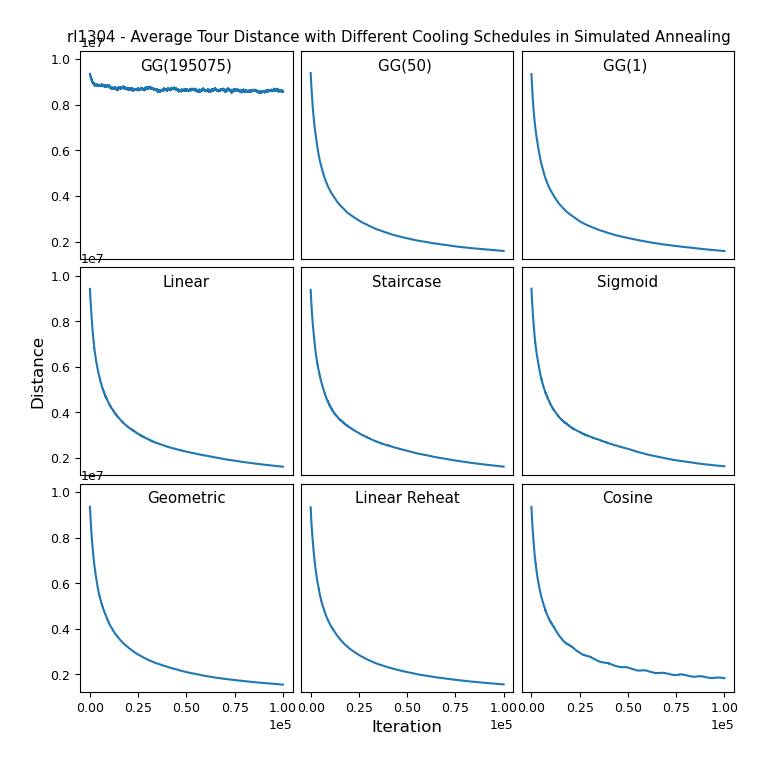 rl1304 - Average Tour Distance with Different Cooling Schedules in Simulated Annealing
1e7
GG(195075) GG(50) GG(1)
1.0
0.8
0.6
0.4
0.2
1e7
Linear Staircase Sigmoid
1.0
0.8
0.6
0.4
0.2
Distance
1e7
Geometric Linear Reheat Cosine
1.0
0.8
0.6
0.4
0.2
0.00 0.25 0.50 0.75 1.00 0.00 0.25 0.50 0.75 1.00 0.00 0.25 0.50 0.75 1.00
1e5 1e5 1e5
Iteration